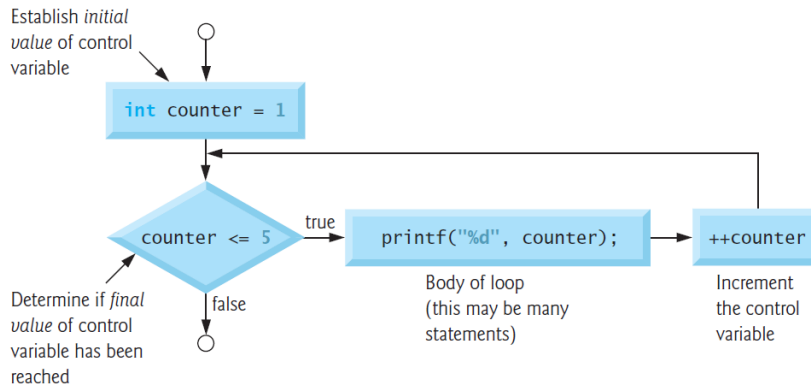 Establish initial
value of control
variable
int counter = 1
counter <= 5
true
printf("%d", counter);
++counter
false
Body of loop
(this may be many
statements)
Increment
the control
variable
Determine if final
value of control
variable has been
reached